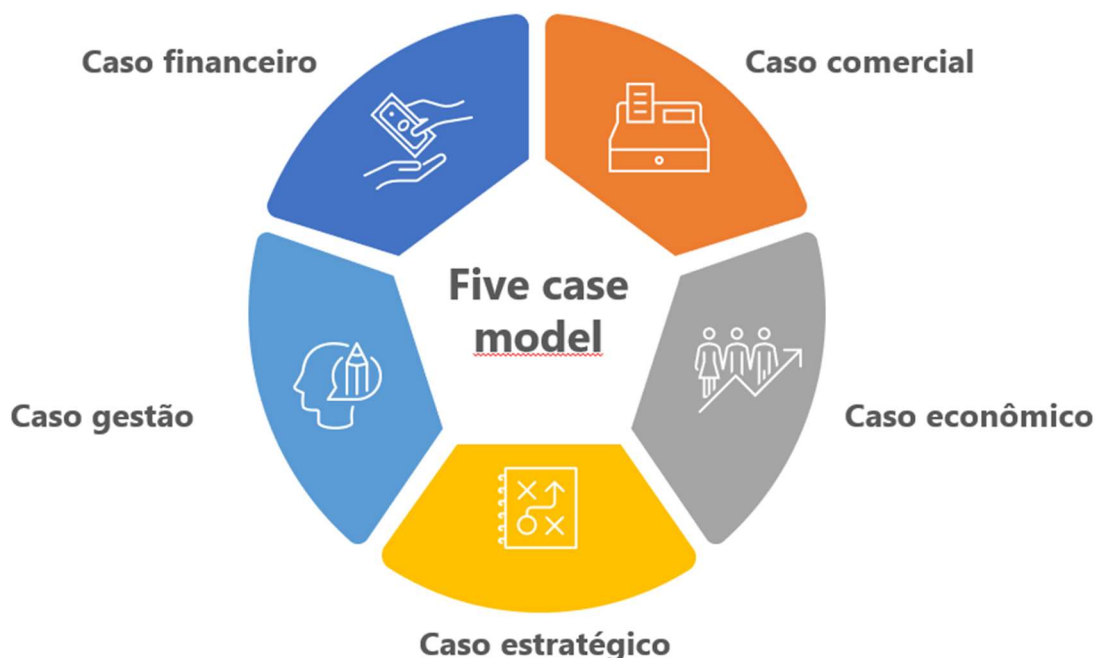 Caso financeiro
Caso comercial
Five case
model
Caso gestão
Caso econômico
Caso estratégico